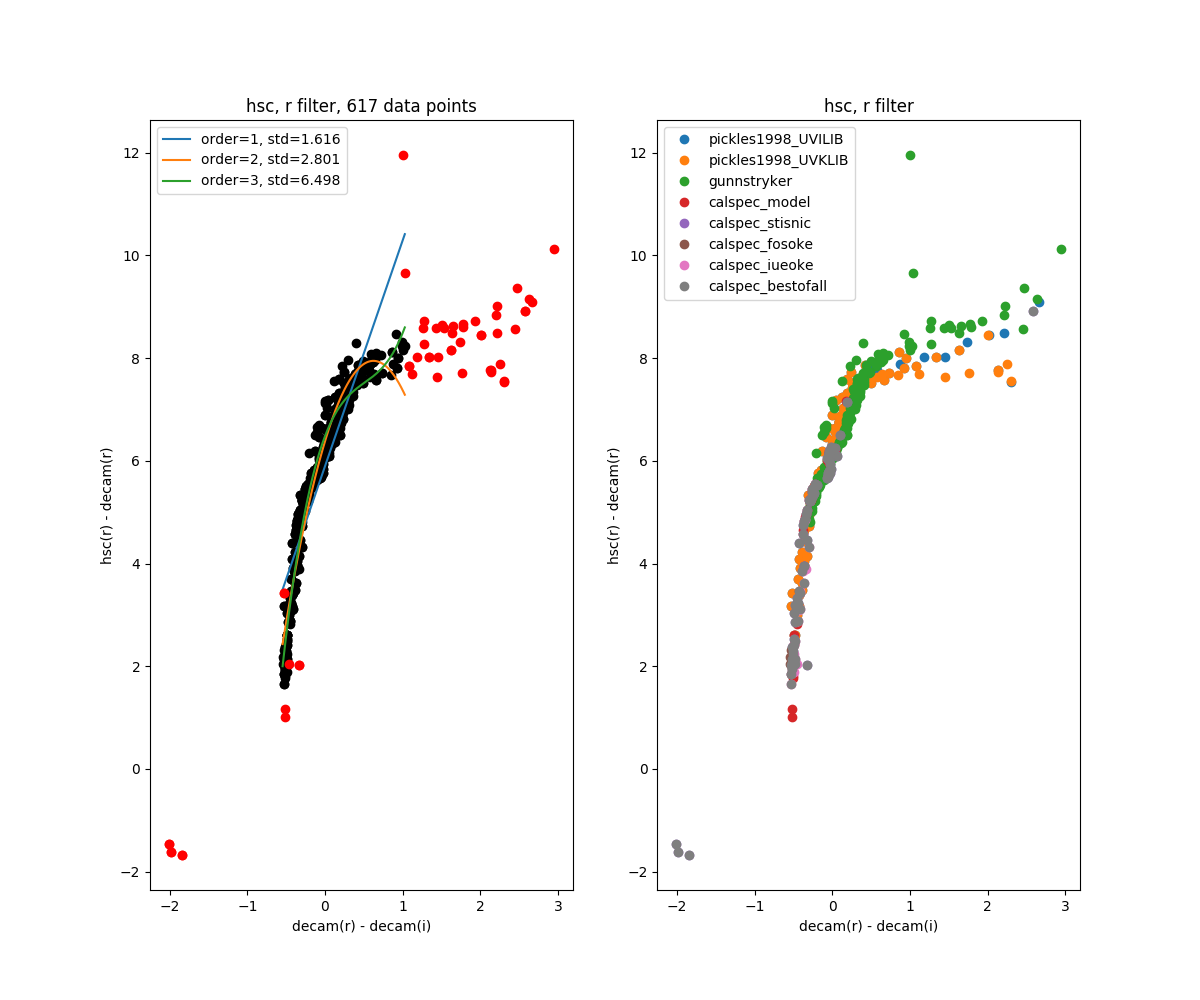 hsc, r filter, 617 data points
order=1, std=1.616
order=2, std=2.801
order=3, std=6.498
12
10
8
6
4
2
0
−2
hsc(r) - decam(r)
−2 −1 0 1 2 3
decam(r) - decam(i)
hsc, r filter
pickles1998_UVILIB
pickles1998_UVKLIB
gunnstryker
calspec_model
calspec_stisnic
calspec_fosoke
calspec_iueoke
calspec_bestofall
12
10
8
6
4
2
0
−2
hsc(r) - decam(r)
−2 −1 0 1 2 3
decam(r) - decam(i)